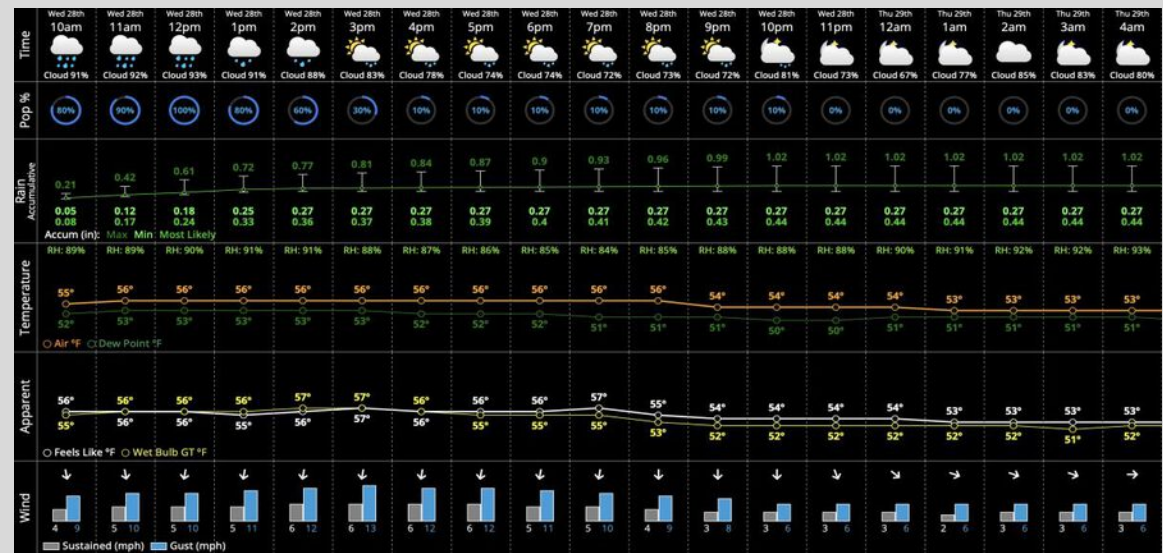 Wed 28th Wed 28th Wed 28th Wed 28th Wed 28th Wed 28th Wed 28th Wed 28th Wed 28th Wed 28th Wed 28th Wed 28th Wed 28th Wed 28th Thu 29th Thu 29th Thu 29th Thu 29th Thu 29th
10am 11am 12pm 1pm 2pm 3pm 4pm 5pm 6pm 7pm 8pm 9pm 10pm 11pm 12am 1am 2am 3am 4am
Time
Cloud 91% Cloud 92% Cloud 93% Cloud 91% Cloud 88% Cloud 83% Cloud 78% Cloud 74% Cloud 74% Cloud 72% Cloud 73% Cloud 72% Cloud 81% Cloud 73% Cloud 67% Cloud 77% Cloud 85% Cloud 83% Cloud 80%
Pop %
80% 90% 100% 80% 60% 30% 10% 10% 10% 10% 10% 10% 10% 0% 0% 0% 0% 0% 0%
Rain
Accumulative
0.21 0.42 0.61 0.72 0.77 0.81 0.84 0.87 0.9 0.93 0.96 0.99 1.02 1.02 1.02 1.02 1.02 1.02 1.02
0.05 0.12 0.18 0.25 0.27 0.27 0.27 0.27 0.27 0.27 0.27 0.27 0.27 0.27 0.27 0.27 0.27 0.27 0.27
0.08 0.17 0.24 0.33 0.36 0.37 0.38 0.39 0.4 0.41 0.42 0.43 0.44 0.44 0.44 0.44 0.44 0.44 0.44
Accum (in): Max Min Most Likely
RH: 89% RH: 89% RH: 90% RH: 91% RH: 91% RH: 88% RH: 87% RH: 86% RH: 85% RH: 84% RH: 85% RH: 88% RH: 88% RH: 88% RH: 90% RH: 91% RH: 92% RH: 92% RH: 93%
Temperature
55° 56° 56° 56° 56° 56° 56° 56° 56° 56° 56° 54° 54° 54° 54° 53° 53° 53° 53°
52° 53° 53° 53° 53° 53° 52° 52° 52° 51° 51° 51° 50° 50° 51° 51° 51° 51° 51°
Air °F Dew Point °F
Apparent
56° 56° 56° 56° 57° 57° 56° 56° 56° 57° 55° 54° 54° 54° 54° 53° 53° 53° 53°
55° 56° 56° 55° 56° 57° 56° 55° 55° 55° 53° 52° 52° 52° 52° 52° 52° 51° 52°
Feels Like °F Wet Bulb GT °F
Wind
4 9 5 10 5 10 5 11 6 12 6 13 6 12 6 12 5 11 5 10 4 9 3 8 3 6 3 6 3 6 2 6 3 6 3 6 3 6
Sustained (mph) Gust (mph)